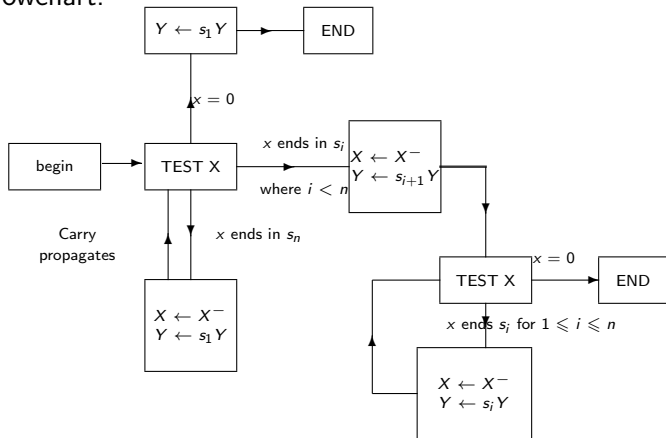 Y ← s₁Y
END
x = 0
x ends in sᵢ
X ← X⁻
begin
TEST X
where i < n
Y ← sᵢ₊₁Y
Carry
propagates
x ends in sₙ
x = 0
TEST X
END
X ← X⁻
Y ← s₁Y
x ends sᵢ for 1 ⩽ i ⩽ n
X ← X⁻
Y ← sᵢY